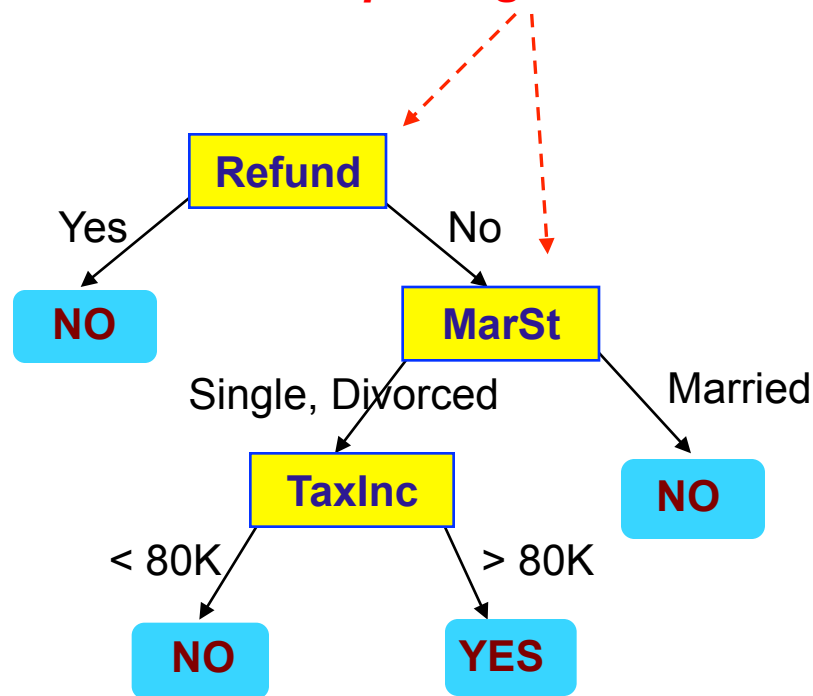 Refund
Yes
No
NO
MarSt
Single, Divorced
Married
TaxInc
NO
< 80K
> 80K
NO
YES